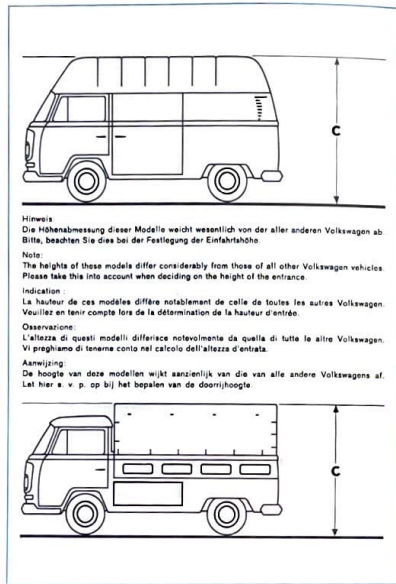 C
Hinweis:
Die Höhenabmessung dieser Modelle weicht wesentlich von der aller anderen Volkswagen ab.
Bitte, beachten Sie dies bei der Festlegung der Einfahrtshöhe.
Note:
The heights of these models differ considerably from those of all other Volkswagen vehicles.
Please take this into account when deciding on the height of the entrance.
Indication :
La hauteur de ces modèles diffère notablement de celle de toutes les autres Volkswagen.
Veuillez en tenir compte lors de la détermination de la hauteur d'entrée.
Osservazione:
L'altezza di questi modelli differisce notevolmente da quella di tutte le altre Volkswagen.
Vi preghiamo di tenerne conto nel calcolo dell'altezza d'entrata.
Aanwijzing:
De hoogte van deze modellen wijkt aanzienlijk van die van alle andere Volkswagens af.
Let hier s. v. p. op bij het bepalen van de doorrijhoogte.
C